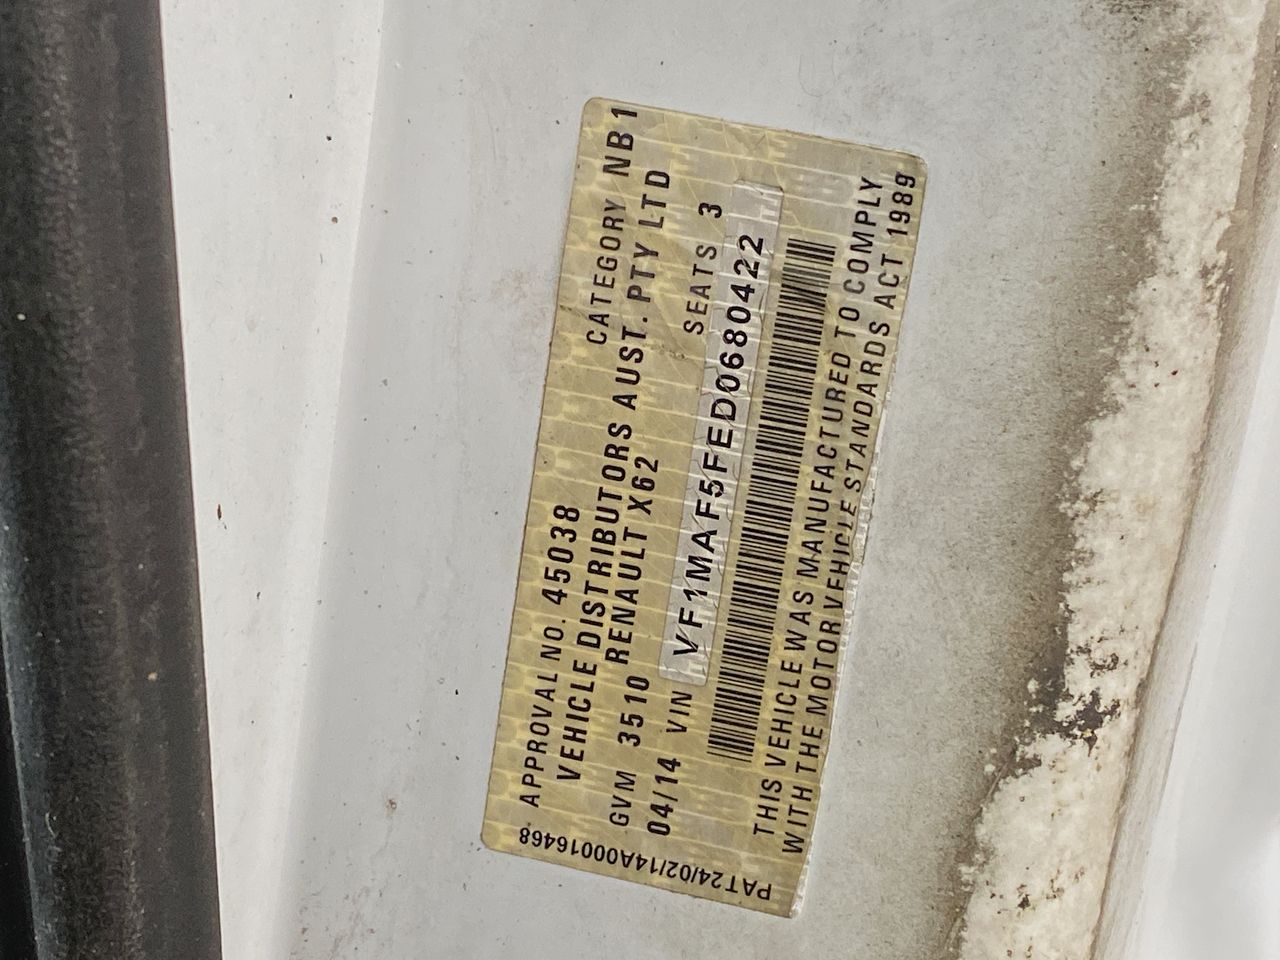 APPROVAL NO. 45038 CATEGORY NB1
VEHICLE DISTRIBUTORS AUST. PTY LTD
GVM 3510 RENAULT X62 SEATS 3
04/14 VIN VF1MAF5FED0680422
THIS VEHICLE WAS MANUFACTURED TO COMPLY
WITH THE MOTOR VEHICLE STANDARDS ACT 1989
PAT24/02/14A00016468